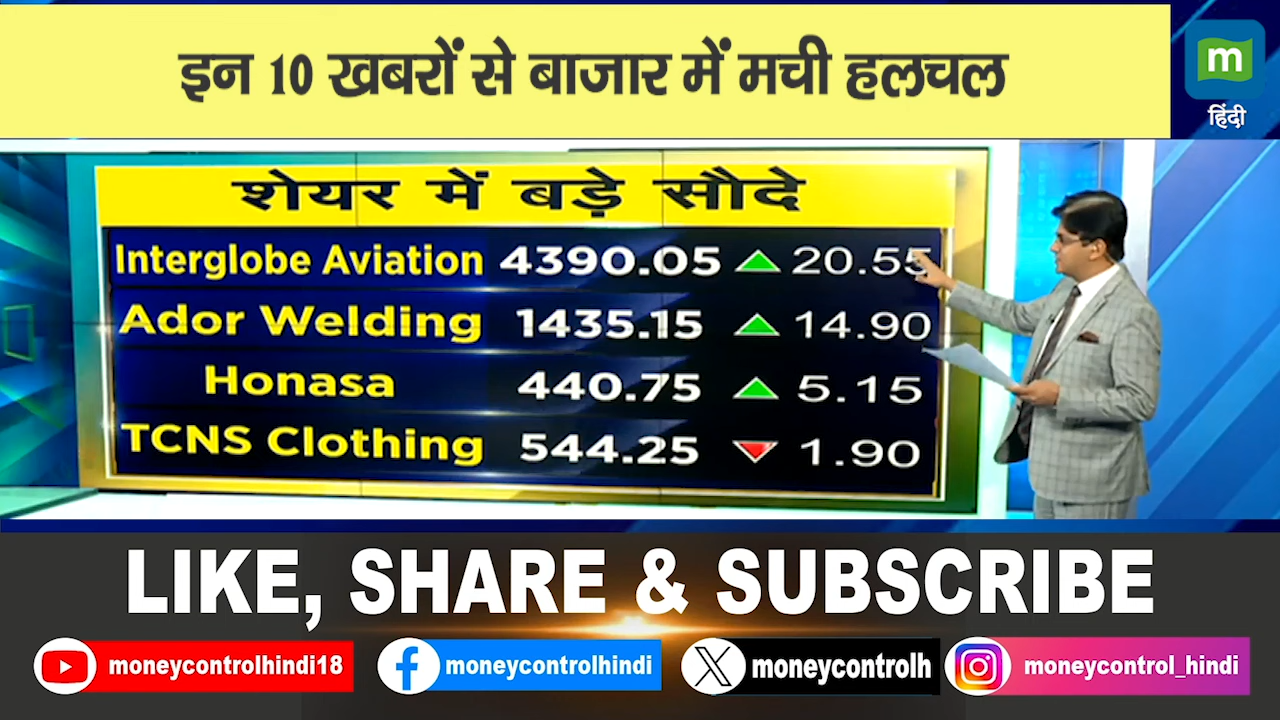 इन 10 खबरों से बाजार में मची हलचल
m
हिंदी
शेयर में बड़े सौदे
Interglobe Aviation 4390.05 ▲ 20.55
Ador Welding 1435.15 ▲ 14.90
Honasa 440.75 ▲ 5.15
TCNS Clothing 544.25 ▼ 1.90
LIKE, SHARE & SUBSCRIBE
moneycontrolhindi18 moneycontrolhindi moneycontrolh moneycontrol_hindi